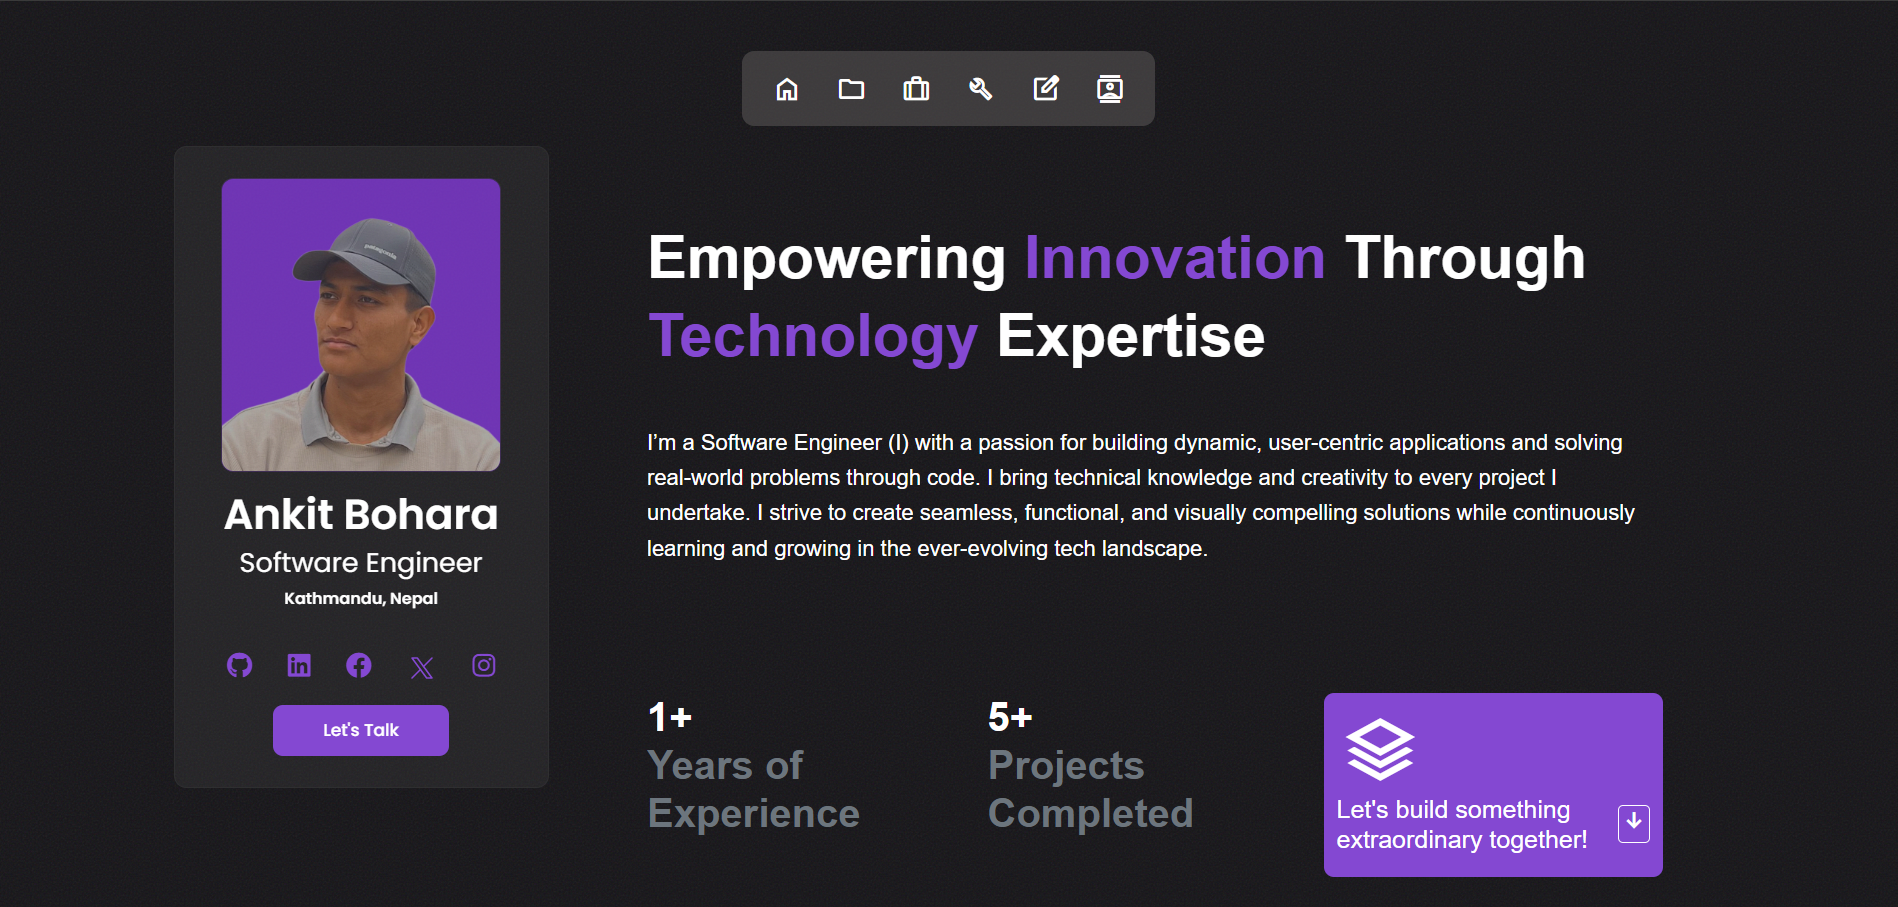 patagonia
Ankit Bohara
Software Engineer
Kathmandu, Nepal
Let's Talk
Empowering Innovation Through
Technology Expertise
I’m a Software Engineer (I) with a passion for building dynamic, user-centric applications and solving
real-world problems through code. I bring technical knowledge and creativity to every project I
undertake. I strive to create seamless, functional, and visually compelling solutions while continuously
learning and growing in the ever-evolving tech landscape.
1+
Years of
Experience
5+
Projects
Completed
Let's build something
extraordinary together!